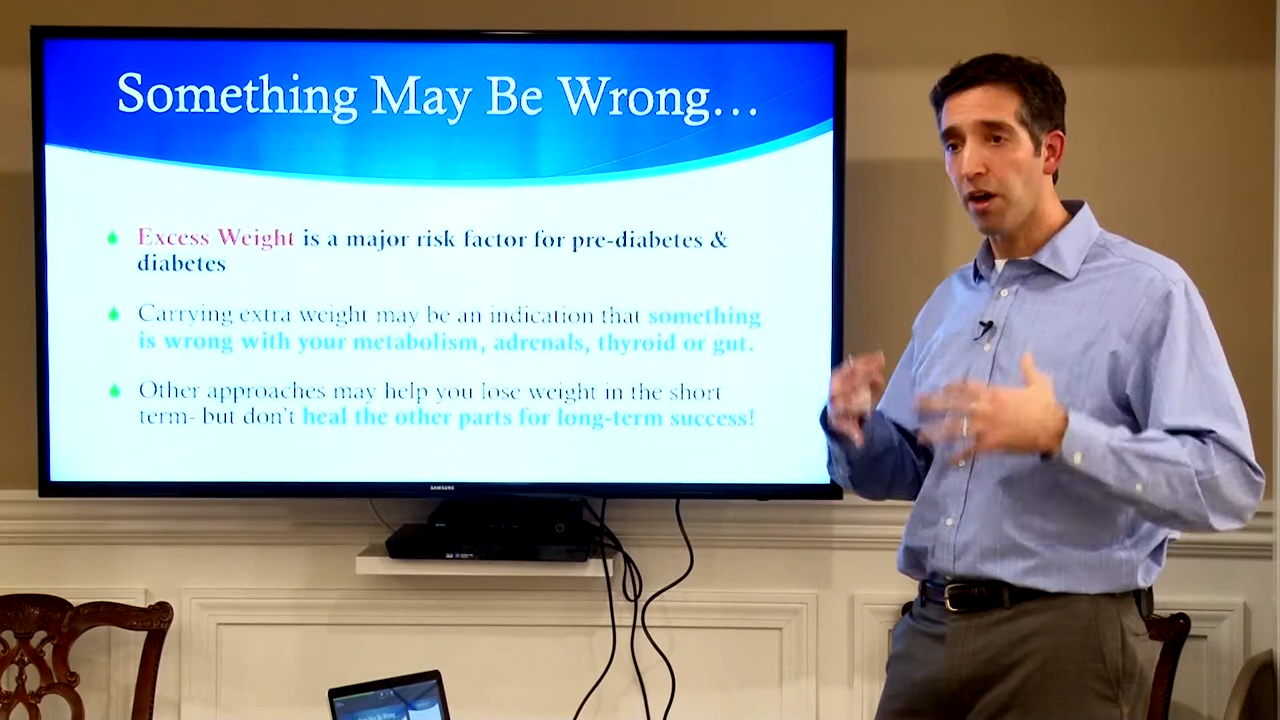 Something May Be Wrong…
Excess Weight is a major risk factor for pre-diabetes &
diabetes
Carrying extra weight may be an indication that something
is wrong with your metabolism, adrenals, thyroid or gut.
Other approaches may help you lose weight in the short
term- but don't heal the other parts for long-term success!
SAMSUNG